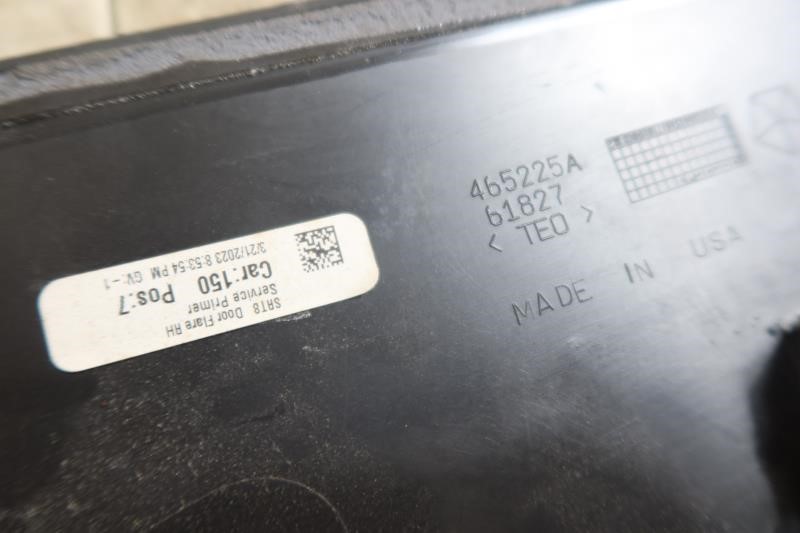 SRT8 Door Flare RH
Service Primer
Car:150 Pos:7
3/21/2023 8:53:54 PM GV:-1
465225A
61827
< TEO >
MADE IN USA